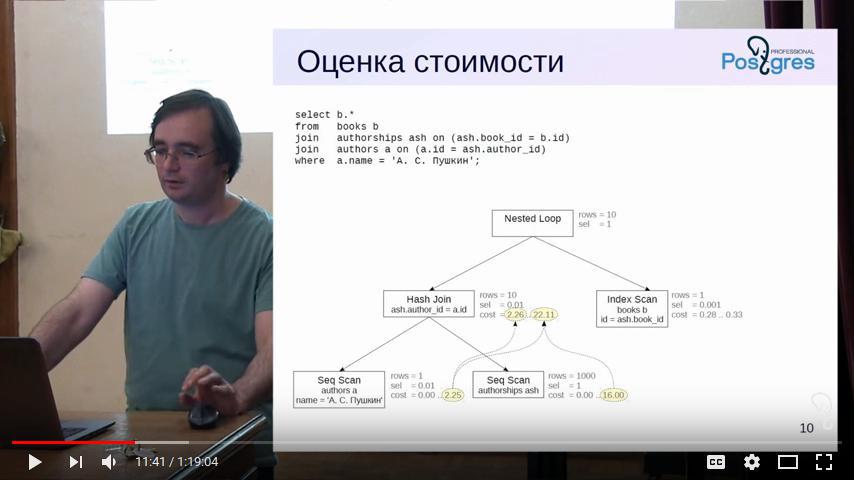 Оценка стоимости
PROFESSIONAL
Postgres
select b.*
from books b
join authorships ash on (ash.book_id = b.id)
join authors a on (a.id = ash.author_id)
where a.name = 'А. С. Пушкин';
Nested Loop
rows = 10
sel = 1
Hash Join
ash.author_id = a.id
rows = 10
sel = 0.01
cost = 2.26 .. 22.11
Index Scan
books b
id = ash.book_id
rows = 1
sel = 0.001
cost = 0.28 .. 0.33
Seq Scan
authors a
name = 'А. С. Пушкин'
rows = 1
sel = 0.01
cost = 0.00 .. 2.25
Seq Scan
authorships ash
rows = 1000
sel = 1
cost = 0.00 .. 16.00
10
11:41 / 1:19:04
CC